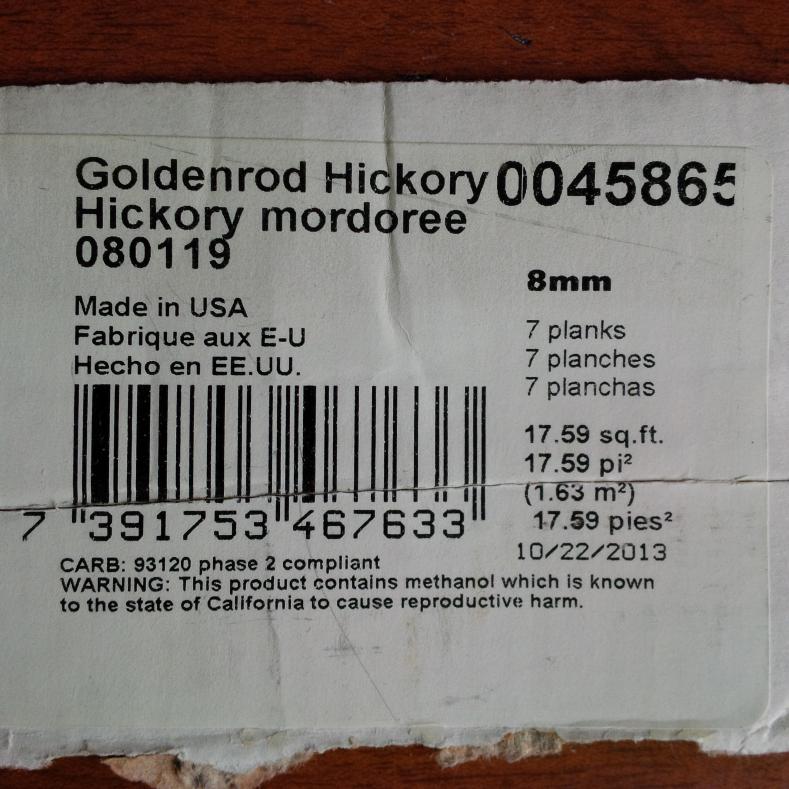 Goldenrod Hickory 0045865
Hickory mordoree
080119
8mm
Made in USA
Fabrique aux E-U
Hecho en EE.UU.
7 planks
7 planches
7 planchas
17.59 sq.ft.
17.59 pi²
(1.63 m²)
17.59 pies²
10/22/2013
7 391753 467633
CARB: 93120 phase 2 compliant
WARNING: This product contains methanol which is known
to the state of California to cause reproductive harm.